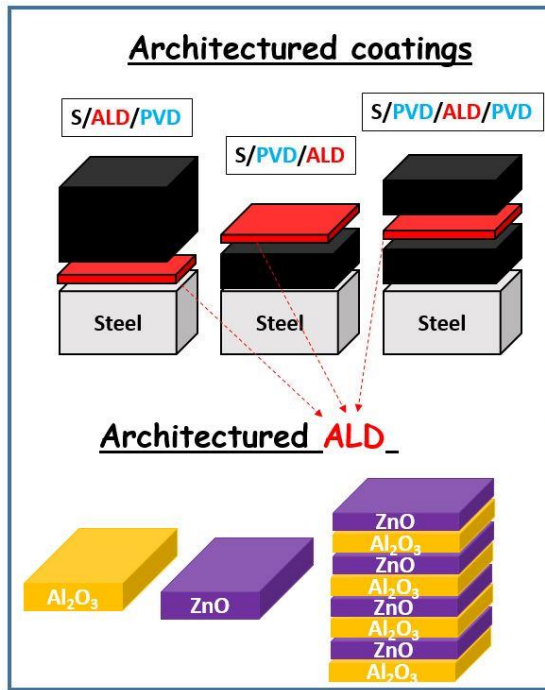 Architectured coatings
S/ALD/PVD
S/PVD/ALD
S/PVD/ALD/PVD
Steel
Steel
Steel
Architectured ALD
Al₂O₃
ZnO
ZnO
Al₂O₃
ZnO
Al₂O₃
ZnO
Al₂O₃
ZnO
Al₂O₃